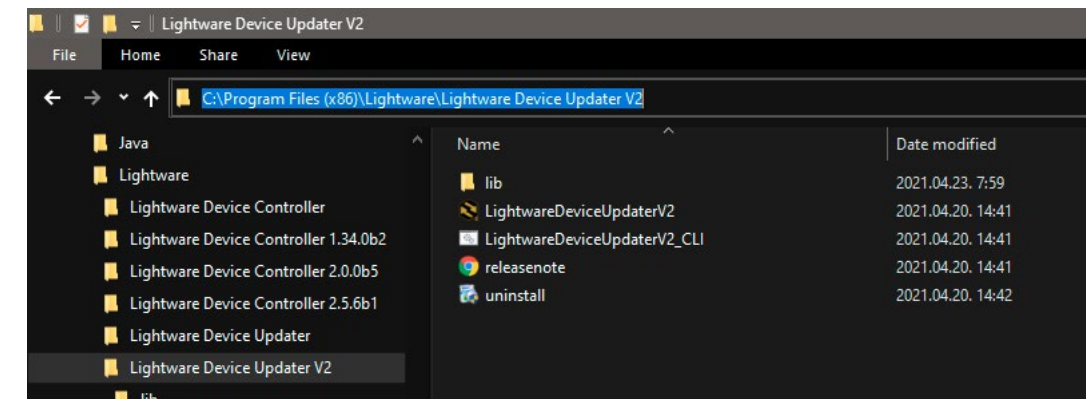 Lightware Device Updater V2
File Home Share View
C:\Program Files (x86)\Lightware\Lightware Device Updater V2
Java
Lightware
Lightware Device Controller
Lightware Device Controller 1.34.0b2
Lightware Device Controller 2.0.0b5
Lightware Device Controller 2.5.6b1
Lightware Device Updater
Lightware Device Updater V2
lib
Name Date modified
lib 2021.04.23. 7:59
LightwareDeviceUpdaterV2 2021.04.20. 14:41
LightwareDeviceUpdaterV2_CLI 2021.04.20. 14:41
releasenote 2021.04.20. 14:41
uninstall 2021.04.20. 14:42